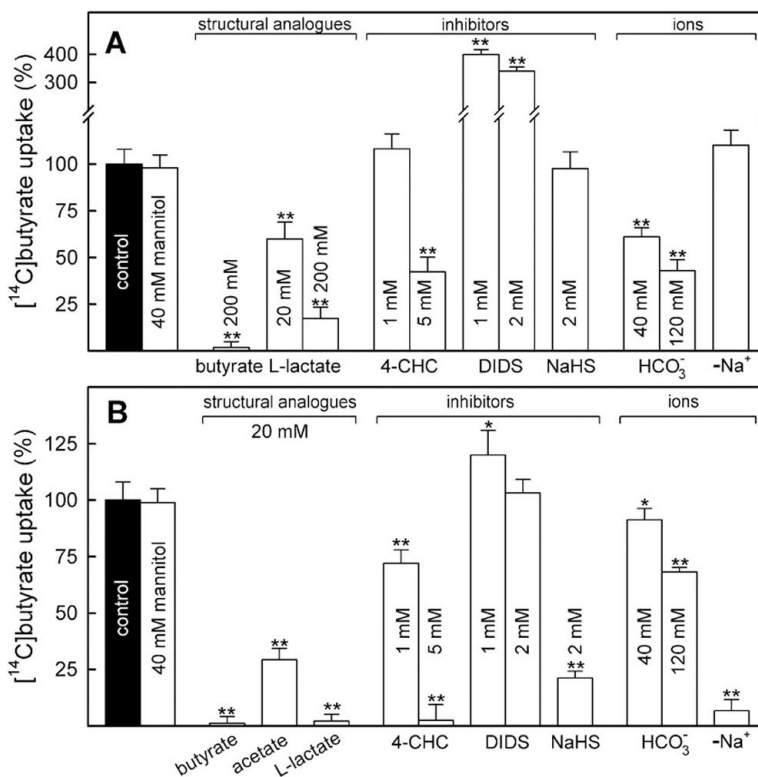 A
structural analogues
inhibitors
ions
[¹⁴C]butyrate uptake (%)
400
300
100
75
50
25
control
40 mM mannitol
** 200 mM
** 20 mM
** 200 mM
1 mM
** 5 mM
** 1 mM
** 2 mM
2 mM
** 40 mM
** 120 mM
butyrate L-lactate 4-CHC DIDS NaHS HCO₃⁻ -Na⁺
B
structural analogues
20 mM
inhibitors
ions
[¹⁴C]butyrate uptake (%)
125
100
75
50
25
control
40 mM mannitol
**
**
**
** 1 mM
5 mM **
* 1 mM
2 mM
2 mM **
* 40 mM
** 120 mM
**
butyrate acetate L-lactate 4-CHC DIDS NaHS HCO₃⁻ -Na⁺